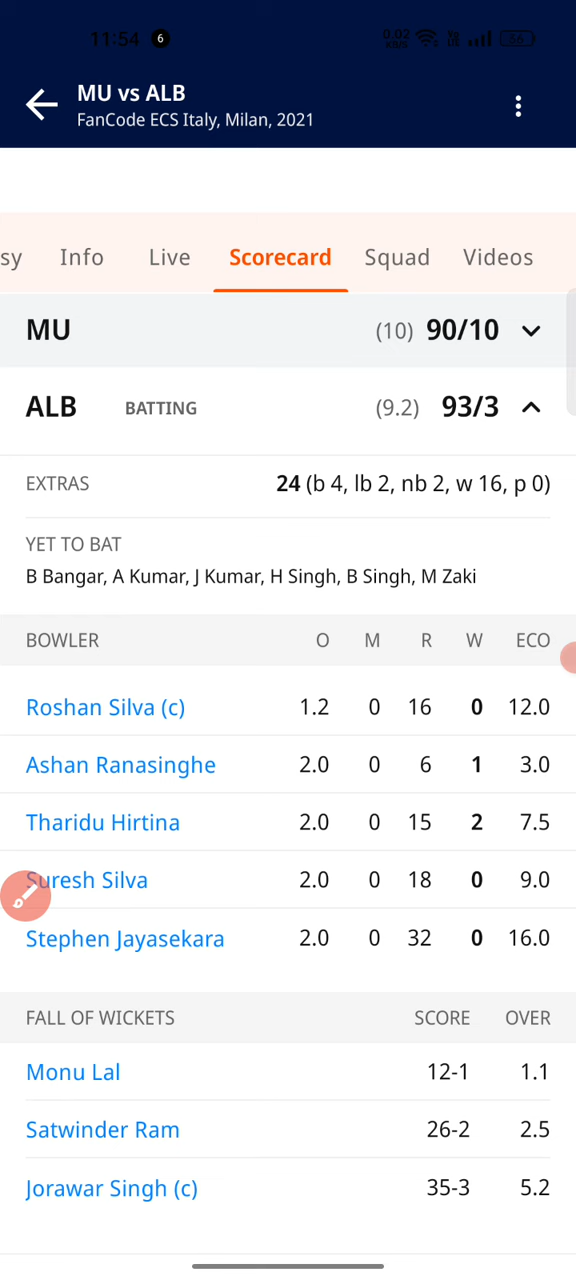 11:54 6 0.02 KB/S 56
MU vs ALB
FanCode ECS Italy, Milan, 2021
sy Info Live Scorecard Squad Videos
MU (10) 90/10
ALB BATTING (9.2) 93/3
EXTRAS 24 (b 4, lb 2, nb 2, w 16, p 0)
YET TO BAT
B Bangar, A Kumar, J Kumar, H Singh, B Singh, M Zaki
BOWLER O M R W ECO
Roshan Silva (c) 1.2 0 16 0 12.0
Ashan Ranasinghe 2.0 0 6 1 3.0
Tharidu Hirtina 2.0 0 15 2 7.5
Suresh Silva 2.0 0 18 0 9.0
Stephen Jayasekara 2.0 0 32 0 16.0
FALL OF WICKETS SCORE OVER
Monu Lal 12-1 1.1
Satwinder Ram 26-2 2.5
Jorawar Singh (c) 35-3 5.2